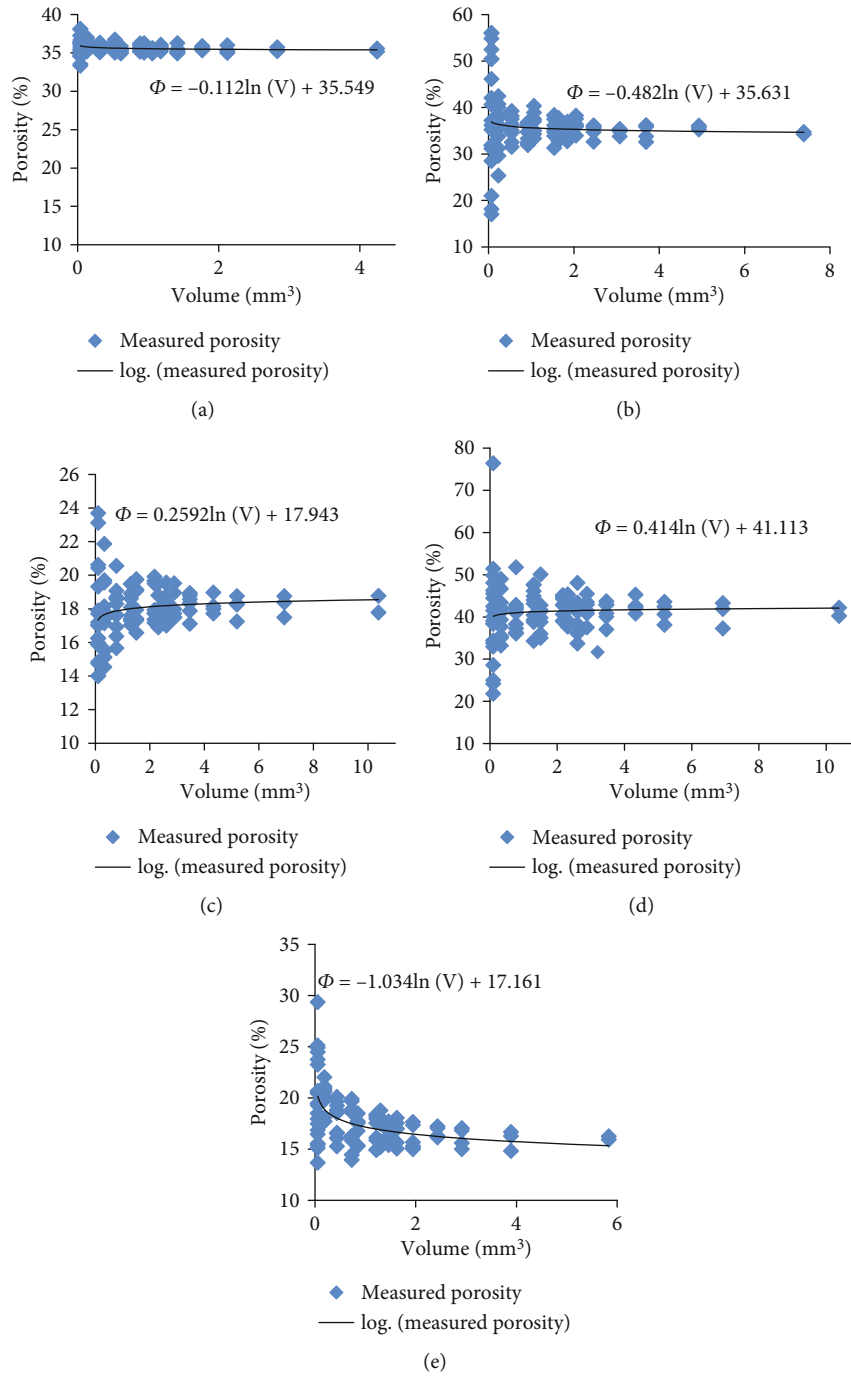 40
35
30
25
20
15
10
Porosity (%)
Φ = –0.112ln (V) + 35.549
0 2 4
Volume (mm³)
Measured porosity
log. (measured porosity)
(a)
60
50
40
30
20
10
Porosity (%)
Φ = –0.482ln (V) + 35.631
0 2 4 6 8
Volume (mm³)
Measured porosity
log. (measured porosity)
(b)
26
24
22
20
18
16
14
12
10
Porosity (%)
Φ = 0.2592ln (V) + 17.943
0 2 4 6 8 10
Volume (mm³)
Measured porosity
log. (measured porosity)
(c)
80
70
60
50
40
30
20
10
Porosity (%)
Φ = 0.414ln (V) + 41.113
0 2 4 6 8 10
Volume (mm³)
Measured porosity
log. (measured porosity)
(d)
35
30
25
20
15
10
Porosity (%)
Φ = –1.034ln (V) + 17.161
0 2 4 6
Volume (mm³)
Measured porosity
log. (measured porosity)
(e)